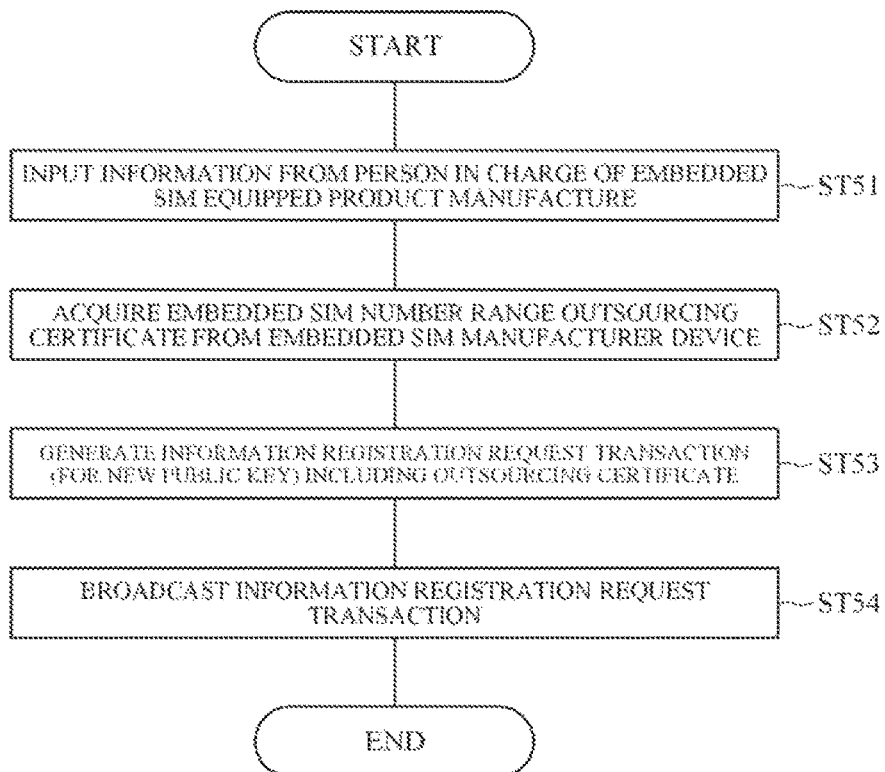 START
INPUT INFORMATION FROM PERSON IN CHARGE OF EMBEDDED
SIM EQUIPPED PRODUCT MANUFACTURE
ST51
ACQUIRE EMBEDDED SIM NUMBER RANGE OUTSOURCING
CERTIFICATE FROM EMBEDDED SIM MANUFACTURER DEVICE
ST52
GENERATE INFORMATION REGISTRATION REQUEST TRANSACTION
(FOR NEW PUBLIC KEY) INCLUDING OUTSOURCING CERTIFICATE
ST53
BROADCAST INFORMATION REGISTRATION REQUEST
TRANSACTION
ST54
END